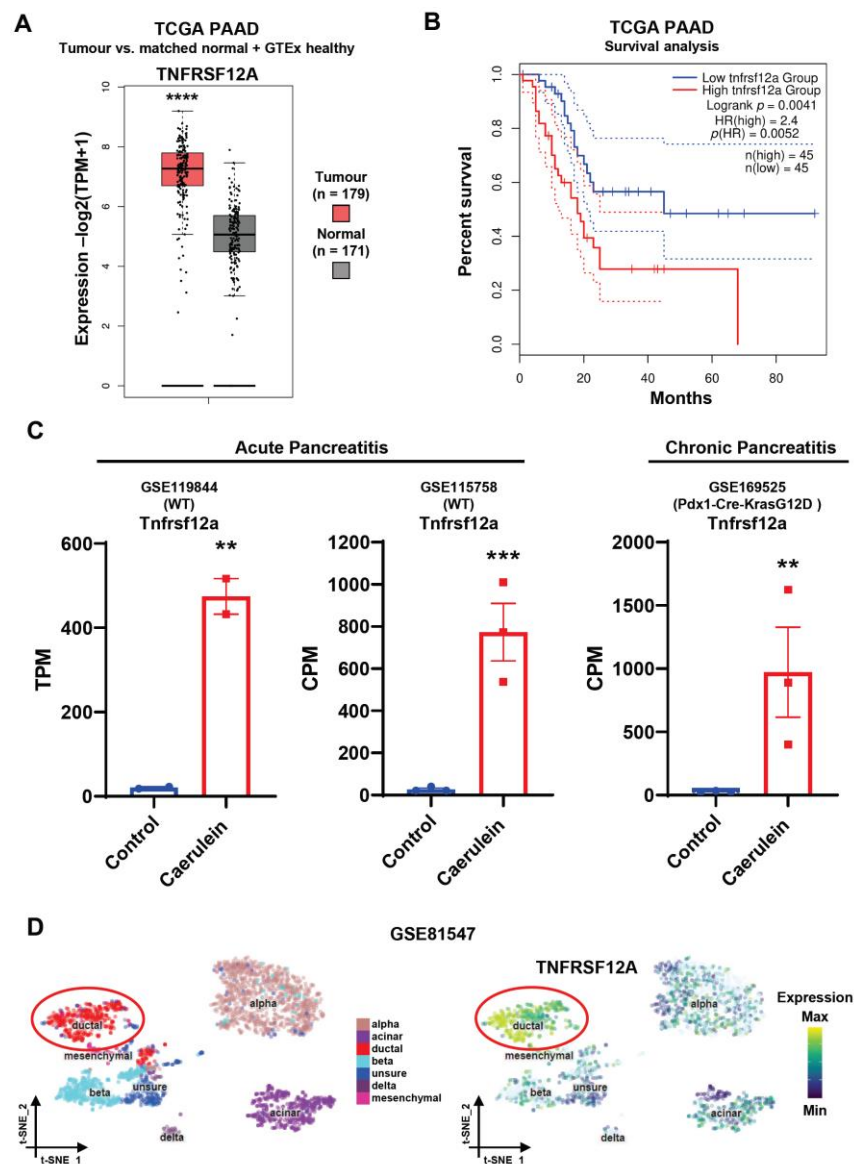 A
TCGA PAAD
Tumour vs. matched normal + GTEx healthy
TNFRSF12A
Expression –log2(TPM+1)
10
8
6
4
2
0
****
Tumour
(n = 179)
Normal
(n = 171)
B
TCGA PAAD
Survival analysis
Percent survval
1.0
0.8
0.6
0.4
0.2
0.0
Low tnfrsf12a Group
High tnfrsf12a Group
Logrank p = 0.0041
HR(high) = 2.4
p(HR) = 0.0052
n(high) = 45
n(low) = 45
0 20 40 60 80
Months
C
Acute Pancreatitis
GSE119844
(WT)
Tnfrsf12a
TPM
600
400
200
0
**
Control
Caerulein
GSE115758
(WT)
Tnfrsf12a
CPM
1200
1000
800
600
400
200
0
***
Control
Caerulein
Chronic Pancreatitis
GSE169525
(Pdx1-Cre-KrasG12D )
Tnfrsf12a
CPM
2000
1500
1000
500
0
**
Control
Caerulein
D
GSE81547
ductal
mesenchymal
beta
unsure
delta
alpha
acinar
t-SNE_2
t-SNE_1
alpha
acinar
ductal
beta
unsure
delta
mesenchymal
TNFRSF12A
ductal
mesenchymal
beta
unsure
delta
alpha
acinar
t-SNE_2
t-SNE_1
Expression
Max
Min